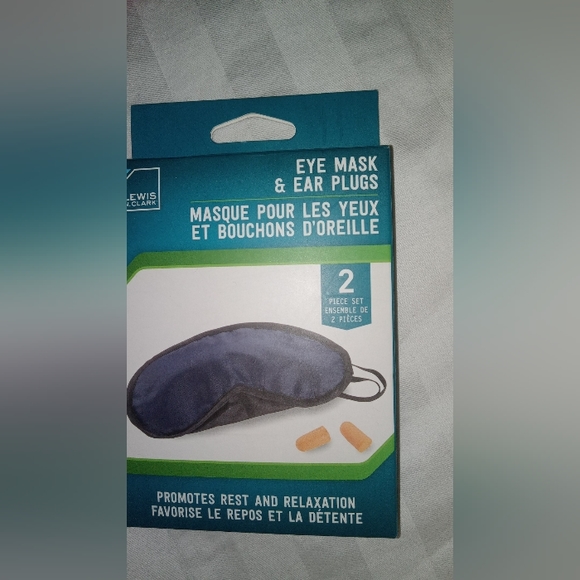 LEWIS
N. CLARK
EYE MASK
& EAR PLUGS
MASQUE POUR LES YEUX
ET BOUCHONS D'OREILLE
2
PIECE SET
ENSEMBLE DE
2 PIÈCES
PROMOTES REST AND RELAXATION
FAVORISE LE REPOS ET LA DÉTENTE